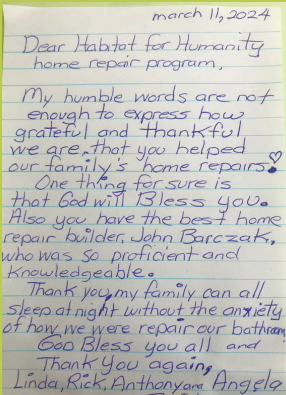 march 11, 2024
Dear Habitat for Humanity
home repair program,
My humble words are not
enough to express how
grateful and thankful
we are, that you helped
our family's home repairs!
One thing for sure is
that God will Bless you.
Also you have the best home
repair builder, John Barczak,
who was so proficient and
knowledgeable.
Thank you, my family can all
sleep at night without the anxiety
of how we were repair our bathroom
God Bless you all and
Thank You again,
Linda, Rick, Anthony and Angela